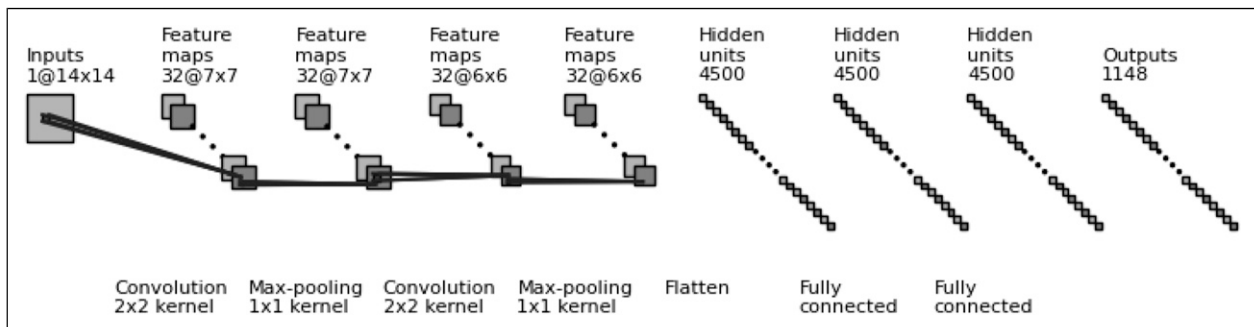 Inputs
1@14x14
Feature
maps
32@7x7
Feature
maps
32@7x7
Feature
maps
32@6x6
Feature
maps
32@6x6
Hidden
units
4500
Hidden
units
4500
Hidden
units
4500
Outputs
1148
Convolution
2x2 kernel
Max-pooling
1x1 kernel
Convolution
2x2 kernel
Max-pooling
1x1 kernel
Flatten
Fully
connected
Fully
connected